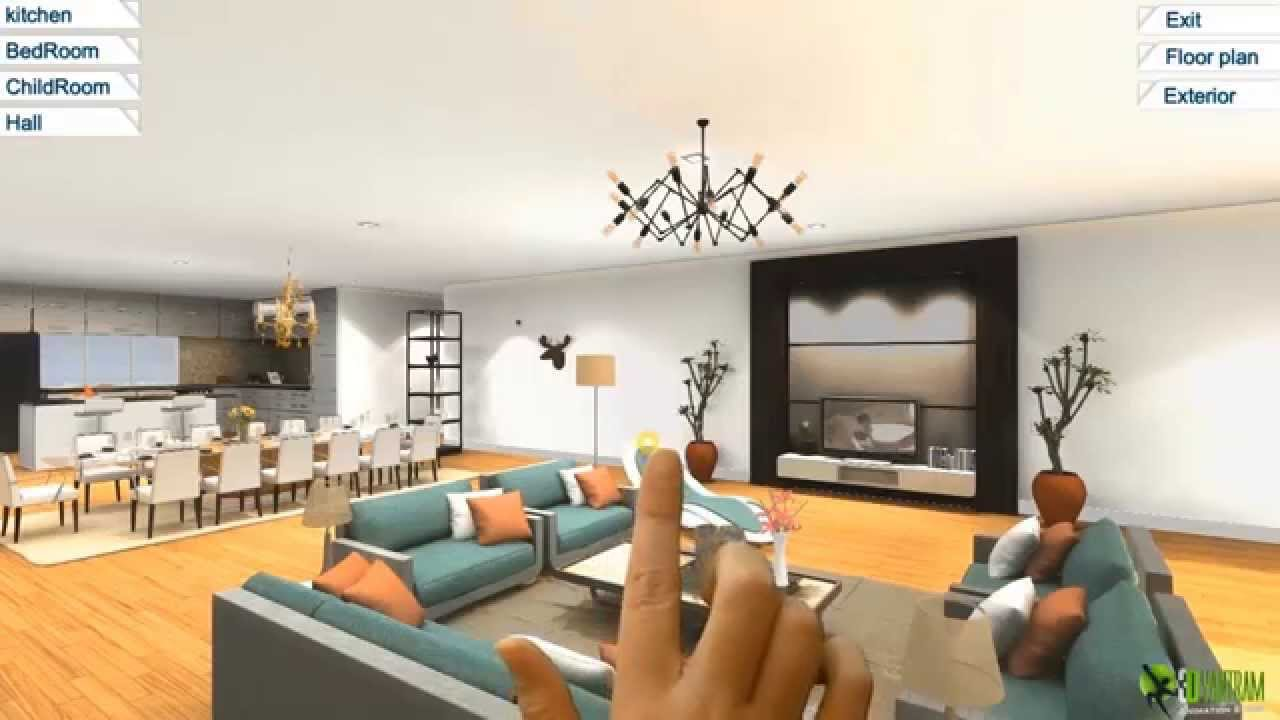 kitchen
BedRoom
ChildRoom
Hall
Exit
Floor plan
Exterior